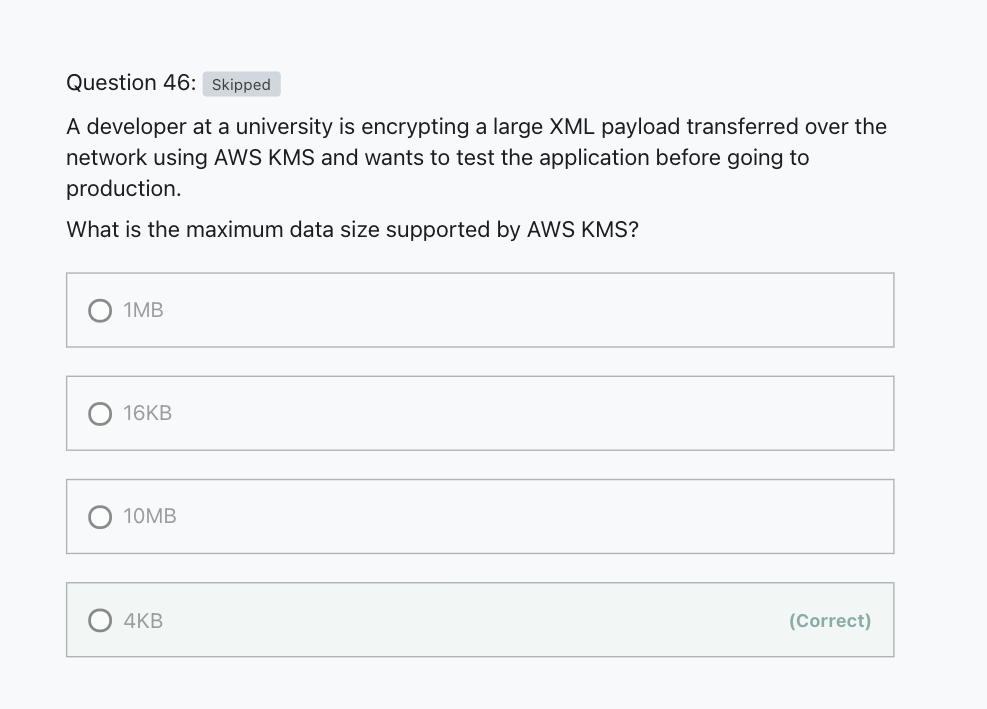 Question 46: Skipped
A developer at a university is encrypting a large XML payload transferred over the
network using AWS KMS and wants to test the application before going to
production.
What is the maximum data size supported by AWS KMS?
1MB
16KB
10MB
4KB (Correct)